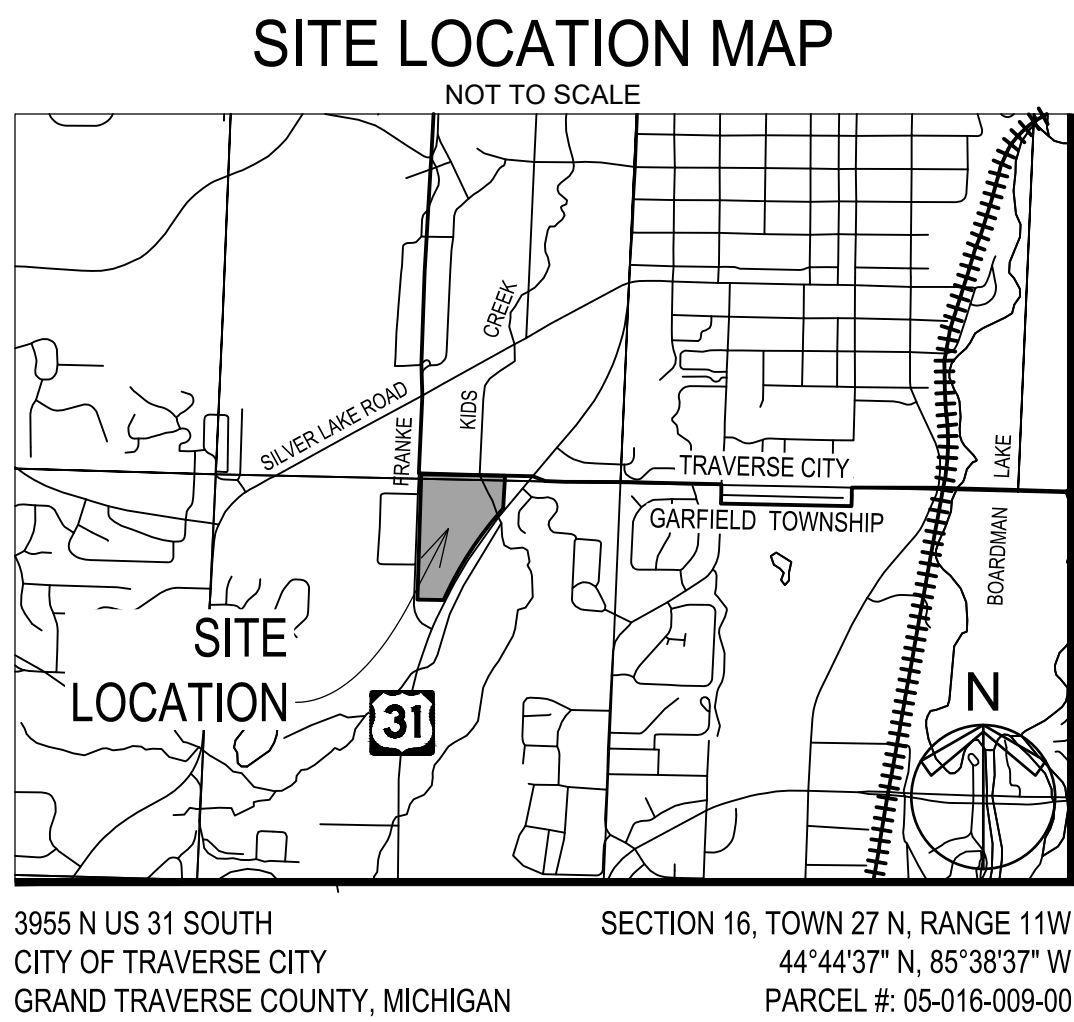 SITE LOCATION MAP
NOT TO SCALE
CREEK
KIDS
SILVER LAKE ROAD
FRANKE
TRAVERSE CITY
LAKE
GARFIELD TOWNSHIP
BOARDMAN
SITE
LOCATION
31
N
3955 N US 31 SOUTH
CITY OF TRAVERSE CITY
GRAND TRAVERSE COUNTY, MICHIGAN
SECTION 16, TOWN 27 N, RANGE 11W
44°44'37" N, 85°38'37" W
PARCEL #: 05-016-009-00